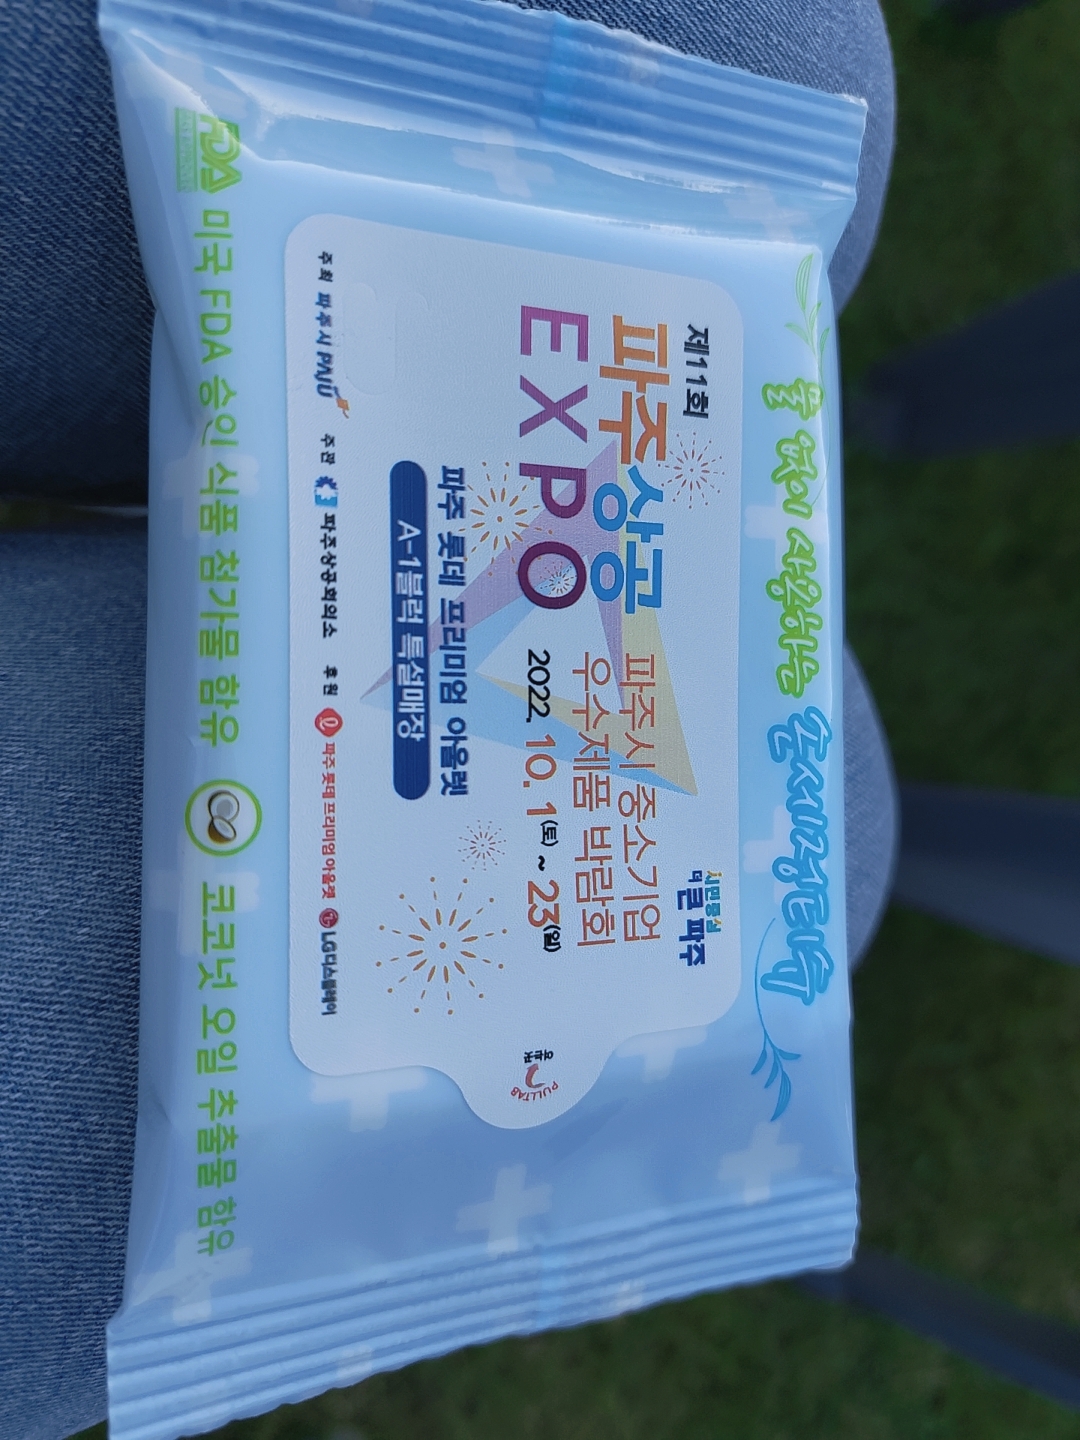 물 없이 사용하는 손세정티슈
제11회
시민중심
더 큰 파주
파주상공
EXPO
파주시 중소기업
우수제품 박람회
2022. 10. 1(토) ~ 23(일)
파주 롯데 프리미엄 아울렛
A-1블럭 특설매장
PULLTAB
주최 파주시 PAJU 주관 파주상공회의소 후원 파주 롯데 프리미엄 아울렛 LG디스플레이
FDA 미국 FDA 승인 식품 첨가물 함유 코코넛 오일 추출물 함유